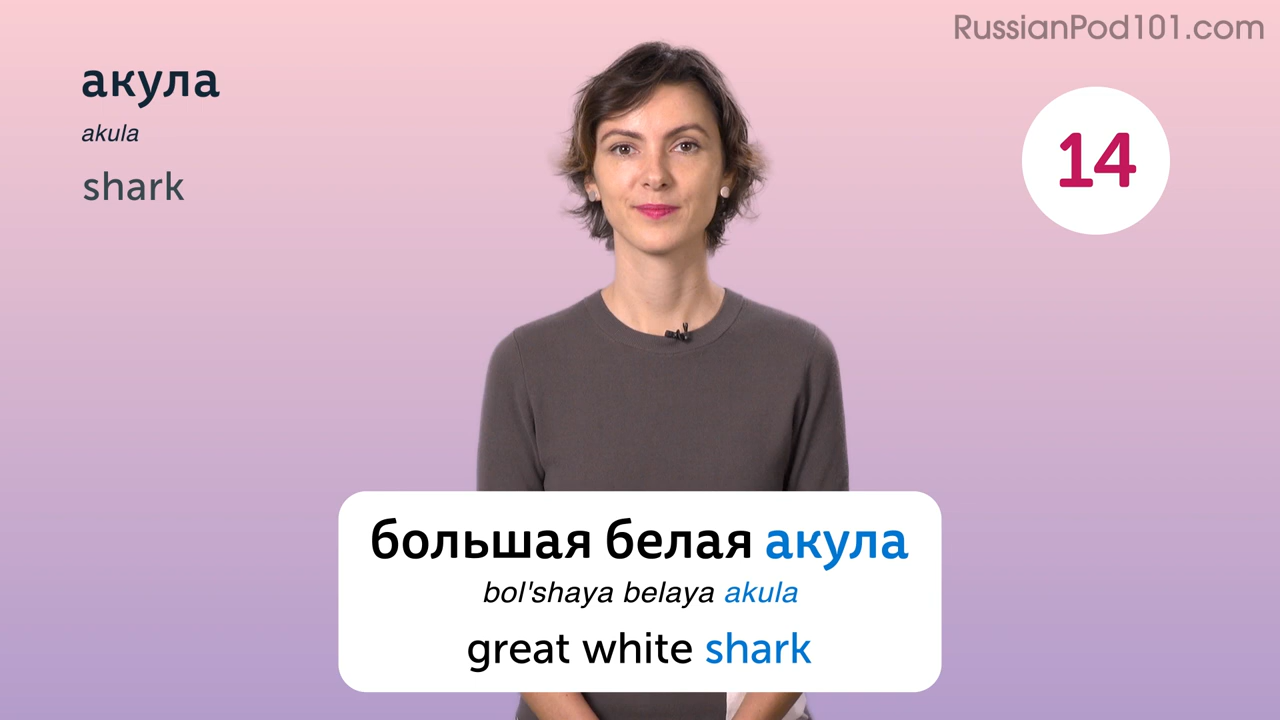 RussianPod101.com
акула
akula
shark
14
большая белая акула
bol'shaya belaya akula
great white shark